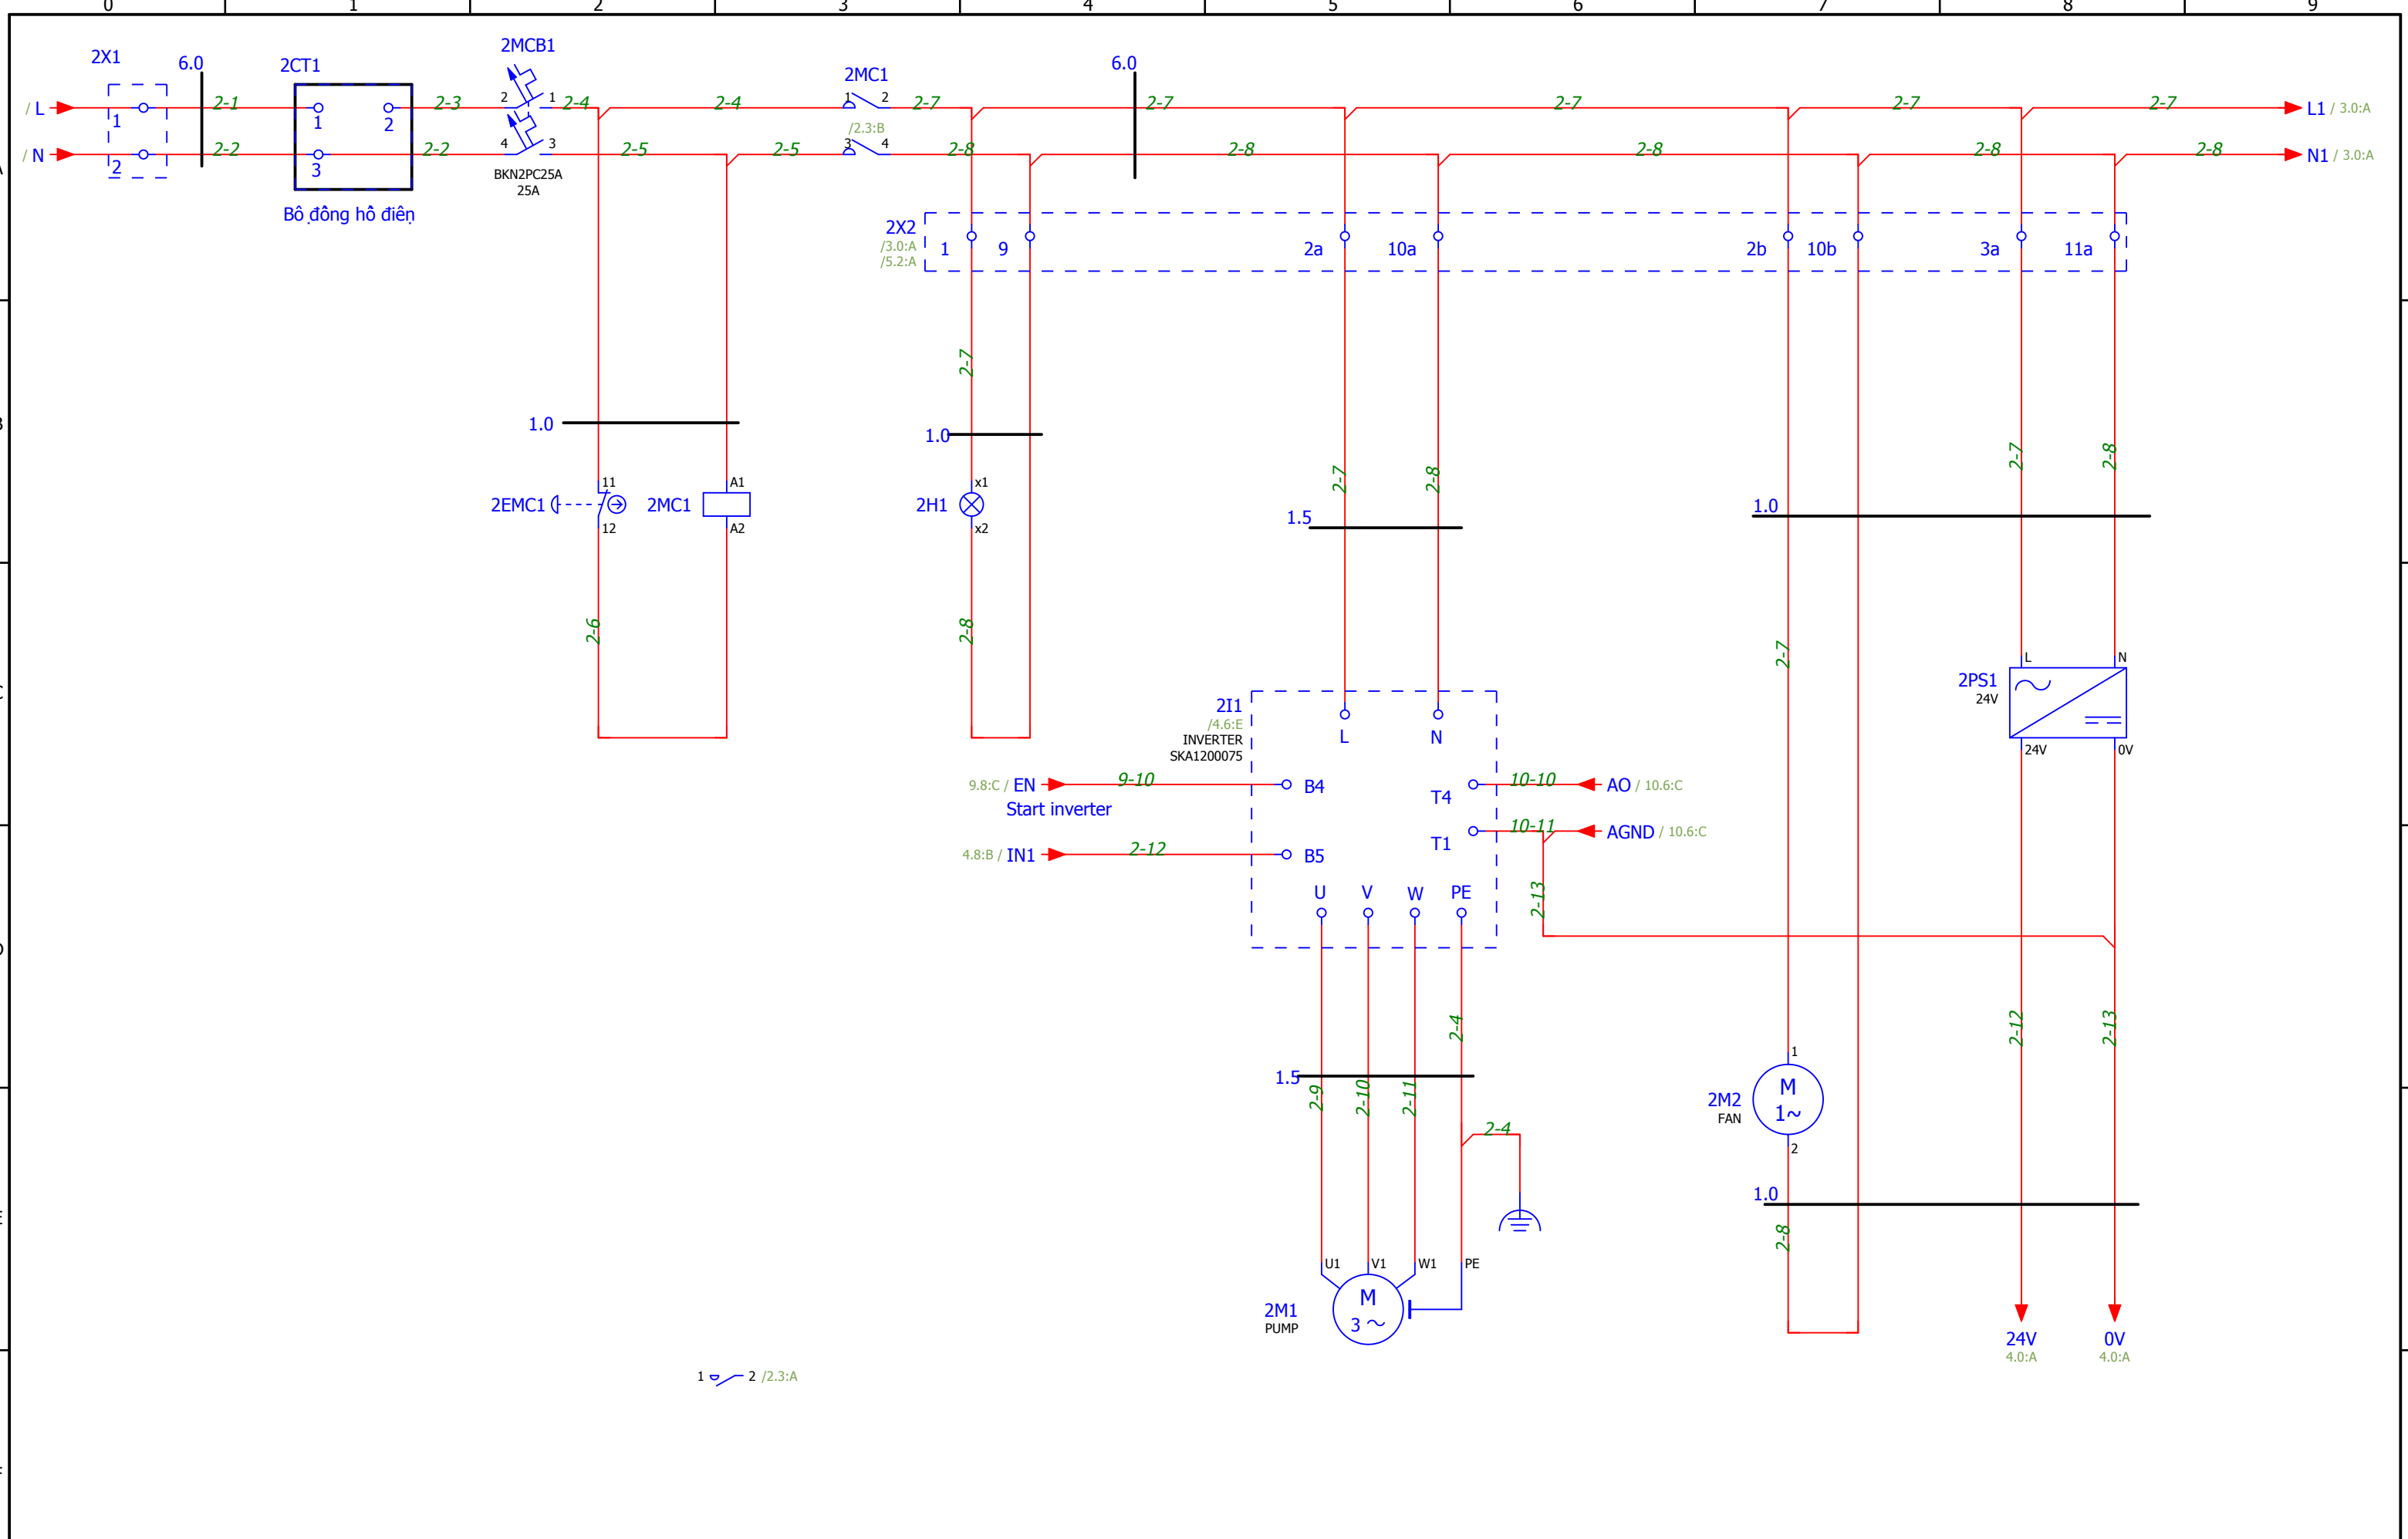 0 1 2 3 4 5 6 7 8 9
2MCB1
2X1 6.0 2CT1 2MC1 6.0
/ L 1 2-1 1 2 2-3 2 1 2-4 2-4 1 2 2-7 2-7 2-7 2-7 2-7 L1 / 3.0:A
/2.3:B
/ N 2 2-2 3 2-2 4 3 2-5 2-5 3 4 2-8 2-8 2-8 2-8 2-8 N1 / 3.0:A
BKN2PC25A
25A
Bộ đồng hồ điện
2X2
/3.0:A
/5.2:A
1 9 2a 10a 2b 10b 3a 11a
2-7
1.0
1.0
2-7 2-8
2-7 2-8
1.0
1.5
2EMC1 11 12
2MC1 A1 A2
2H1 x1 x2
2-6
2-8
2-7
2PS1
24V
L N
24V 0V
2I1
/4.6:E
INVERTER
SKA1200075
L N
9.8:C / EN 9-10 B4
Start inverter
T4 10-10 AO / 10.6:C
T1 10-11 AGND / 10.6:C
4.8:B / IN1 2-12 B5
U V W PE
2-13
2-4
2-12 2-13
1.5
2-9 2-10 2-11
2-4
2M2
FAN
1
M
1~
2
1.0
2-8
U1 V1 W1 PE
2M1
PUMP
M
3 ~
24V
4.0:A
0V
4.0:A
1 2 /2.3:A